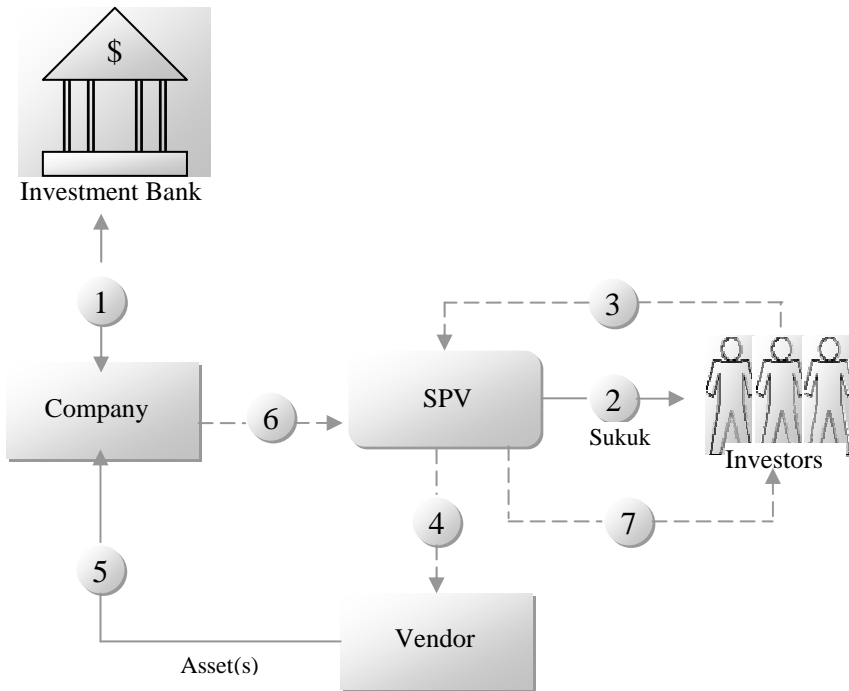 $
Investment Bank
1
3
Company
6
SPV
2
Sukuk
Investors
4
7
5
Vendor
Asset(s)